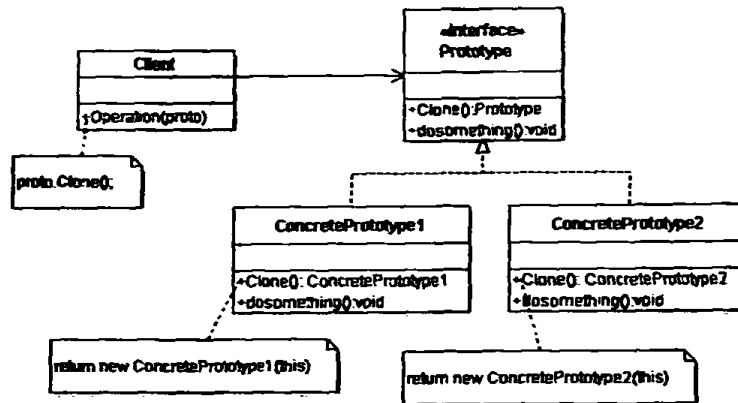 «Interface»
Prototype
Client
+Operation(proto)
+Clone():Prototype
+dosomething():void
proto.Clone();
ConcretePrototype1
ConcretePrototype2
+Clone(): ConcretePrototype1
+dosomething():void
+Clone(): ConcretePrototype2
+dosomething():void
return new ConcretePrototype1(this)
return new ConcretePrototype2(this)